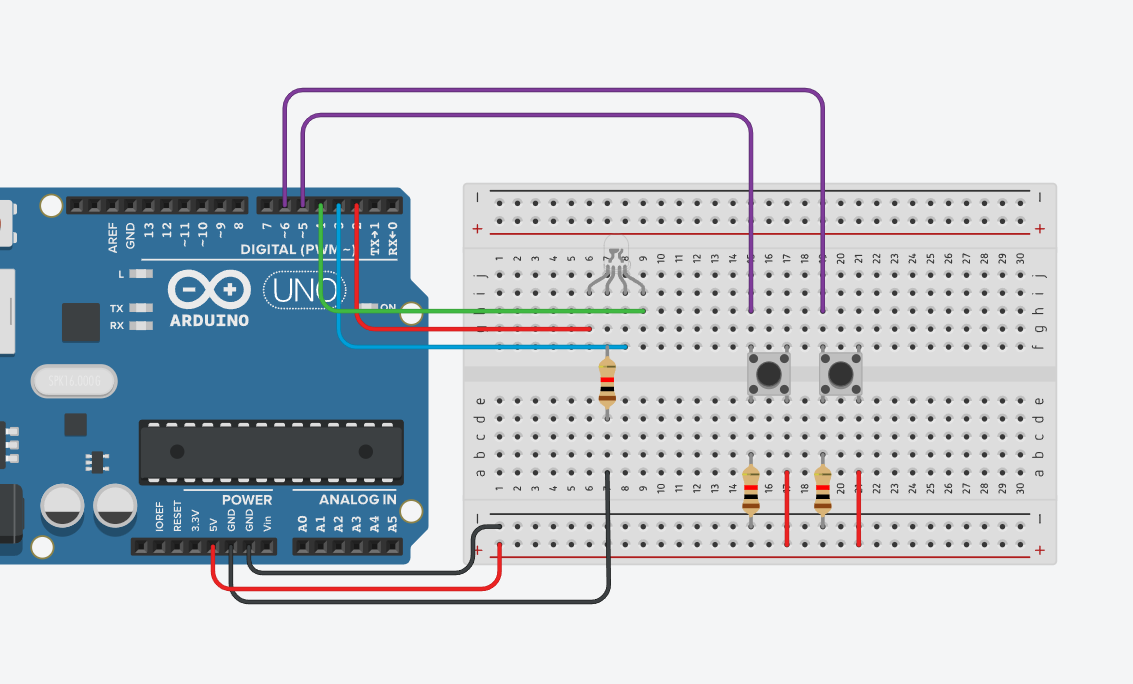 AREF
GND
13
12
~11
~10
~9
8
7
~6
~5
4
2
TX→1
RX←0
DIGITAL (PWM ~)
L
TX
RX
UNO
ON
ARDUINO
SPK16.000G
POWER
ANALOG IN
IOREF
RESET
3.3V
5V
GND
GND
Vin
A0
A1
A2
A3
A4
A5
− −
+ +
1 2 3 4 5 6 7 8 9 10 11 12 13 14 15 16 17 18 19 20 21 22 23 24 25 26 27 28 29 30
j j
i i
h h
g g
f f
e e
d d
c c
b b
a a
1 2 3 4 5 6 7 8 9 10 11 12 13 14 15 16 17 18 19 20 21 22 23 24 25 26 27 28 29 30
− −
+ +